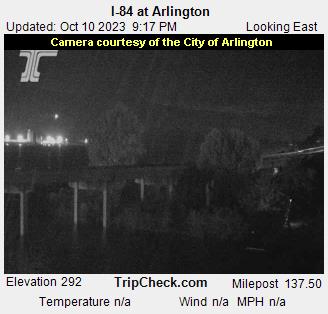 I-84 at Arlington
Updated: Oct 10 2023 9:17 PM Looking East
Camera courtesy of the City of Arlington
Elevation 292 TripCheck.com Milepost 137.50
Temperature n/a Wind n/a MPH n/a